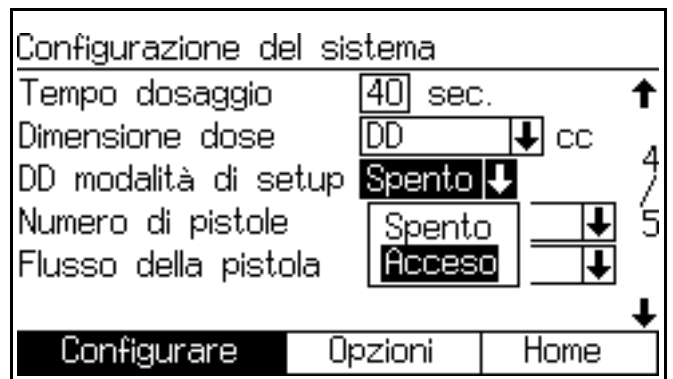 Configurazione del sistema
Tempo dosaggio 40 sec.
Dimensione dose DD cc
DD modalità di setup Spento
Numero di pistole
Flusso della pistola
Spento
Acceso
4/5
Configurare Opzioni Home